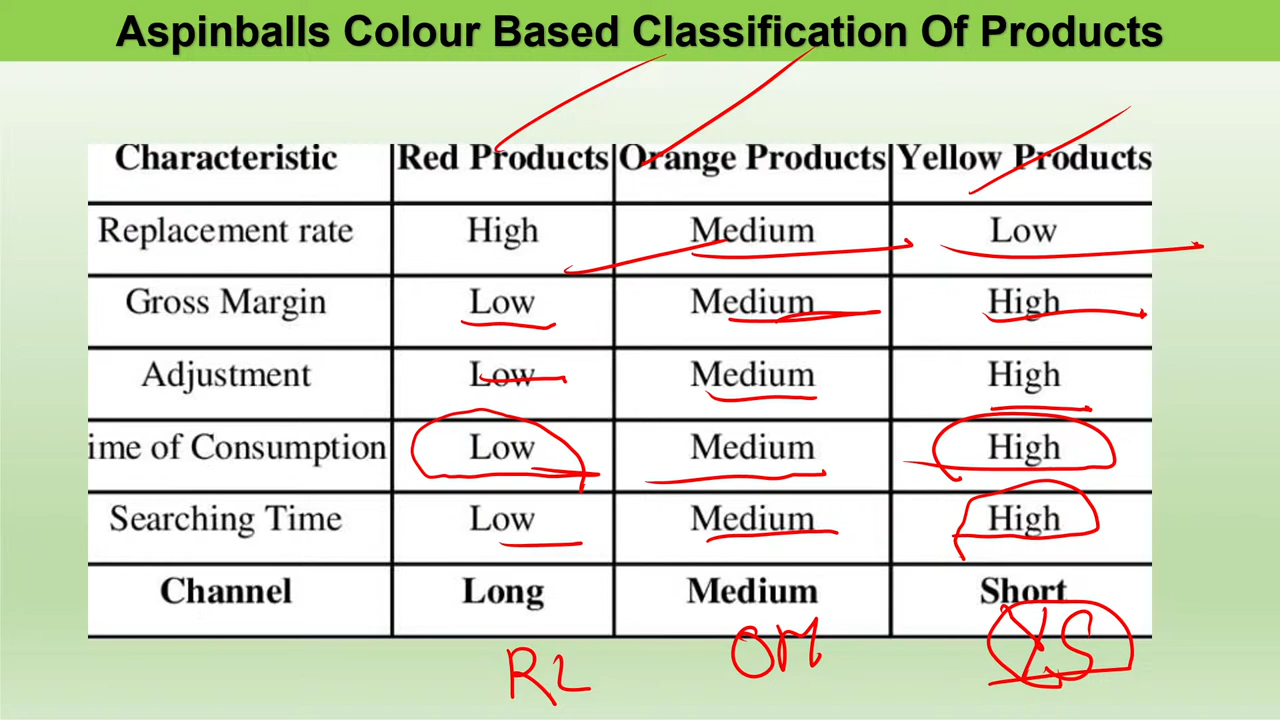 Aspinballs Colour Based Classification Of Products
Characteristic Red Products Orange Products Yellow Products
Replacement rate High Medium Low
Gross Margin Low Medium High
Adjustment Low Medium High
ime of Consumption Low Medium High
Searching Time Low Medium High
Channel Long Medium Short
RL OM YS